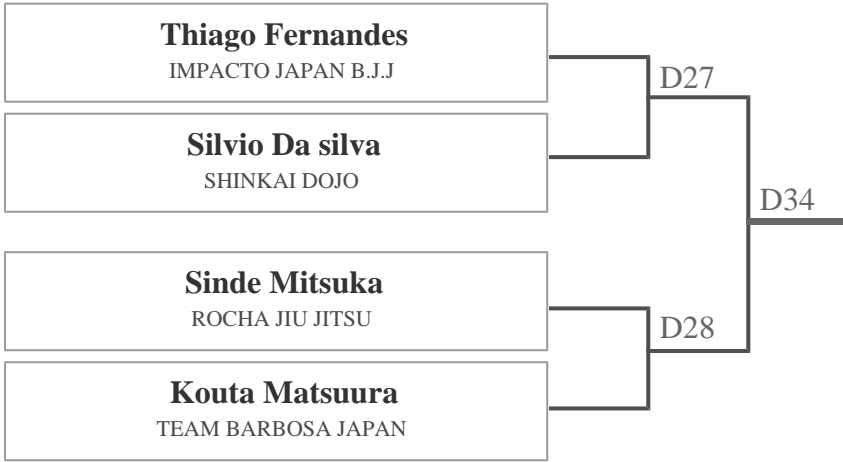 Thiago Fernandes
IMPACTO JAPAN B.J.J
D27
Silvio Da silva
SHINKAI DOJO
D34
Sinde Mitsuka
ROCHA JIU JITSU
D28
Kouta Matsuura
TEAM BARBOSA JAPAN